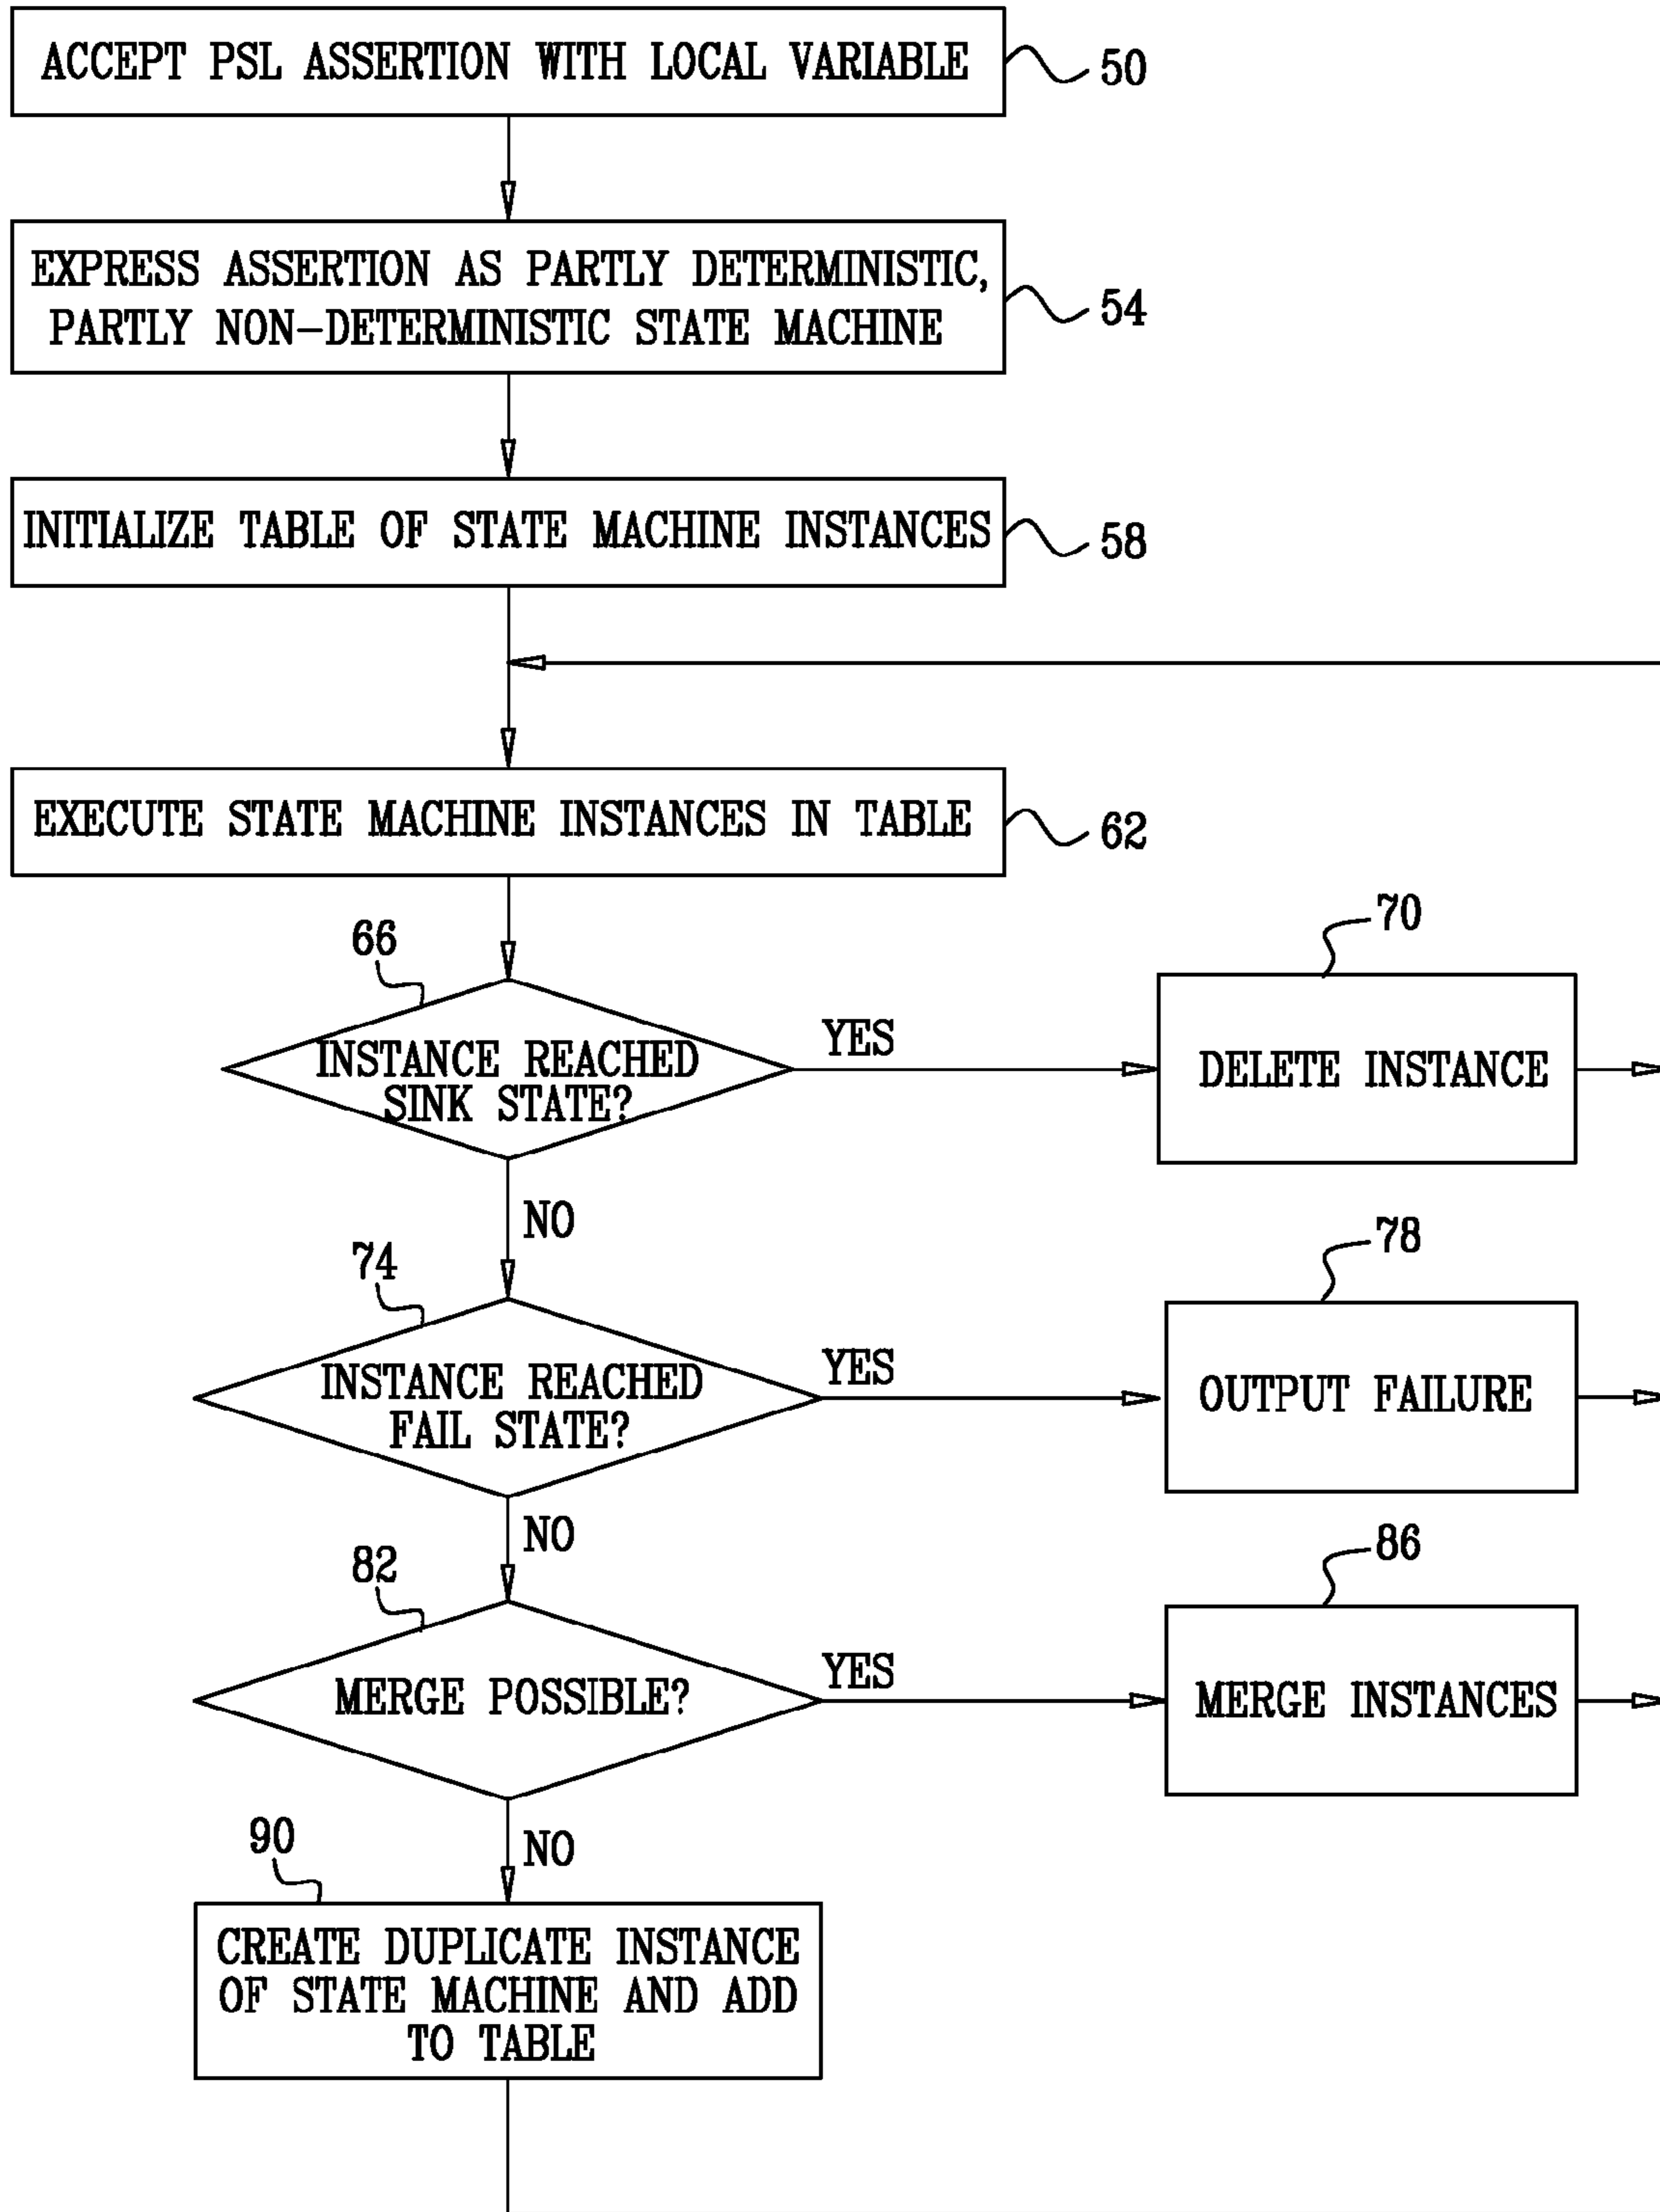 ACCEPT PSL ASSERTION WITH LOCAL VARIABLE
50
EXPRESS ASSERTION AS PARTLY DETERMINISTIC,
PARTLY NON-DETERMINISTIC STATE MACHINE
54
INITIALIZE TABLE OF STATE MACHINE INSTANCES
58
EXECUTE STATE MACHINE INSTANCES IN TABLE
62
66
INSTANCE REACHED
SINK STATE?
YES
70
DELETE INSTANCE
NO
74
INSTANCE REACHED
FAIL STATE?
YES
78
OUTPUT FAILURE
NO
82
MERGE POSSIBLE?
YES
86
MERGE INSTANCES
NO
90
CREATE DUPLICATE INSTANCE
OF STATE MACHINE AND ADD
TO TABLE